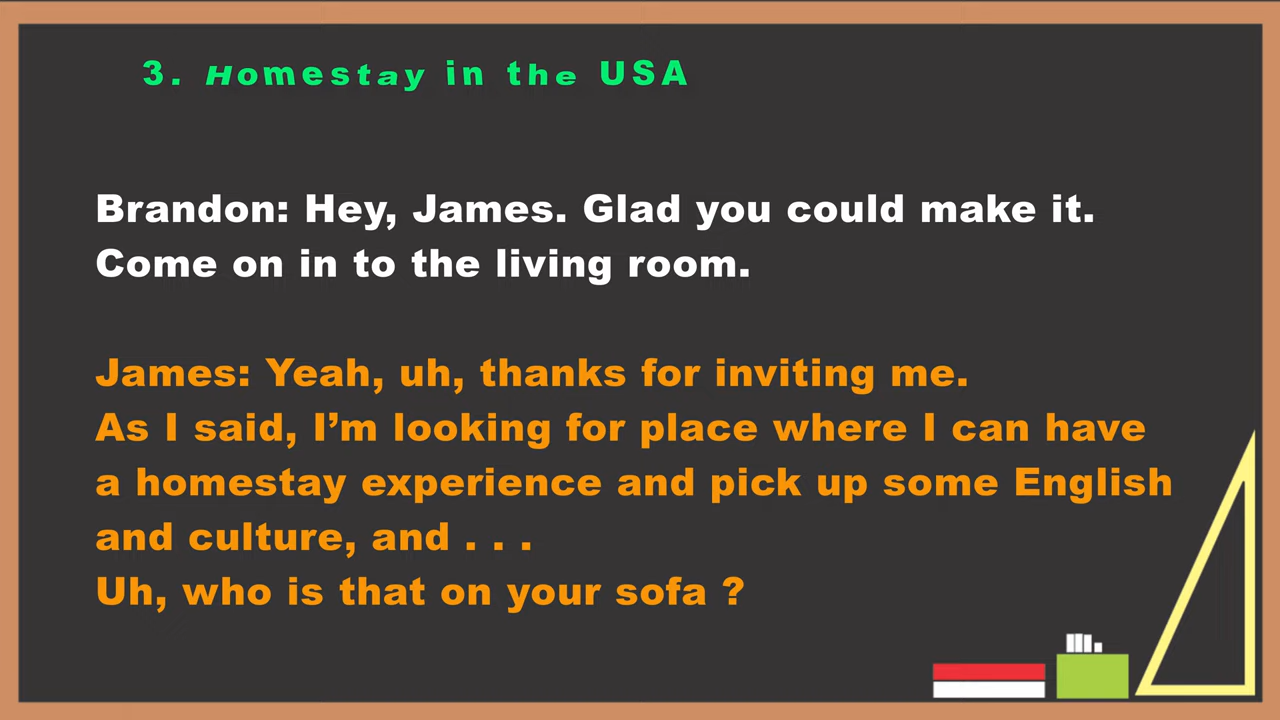 3. Homestay in the USA
Brandon: Hey, James. Glad you could make it.
Come on in to the living room.
James: Yeah, uh, thanks for inviting me.
As I said, I’m looking for place where I can have
a homestay experience and pick up some English
and culture, and . . .
Uh, who is that on your sofa ?